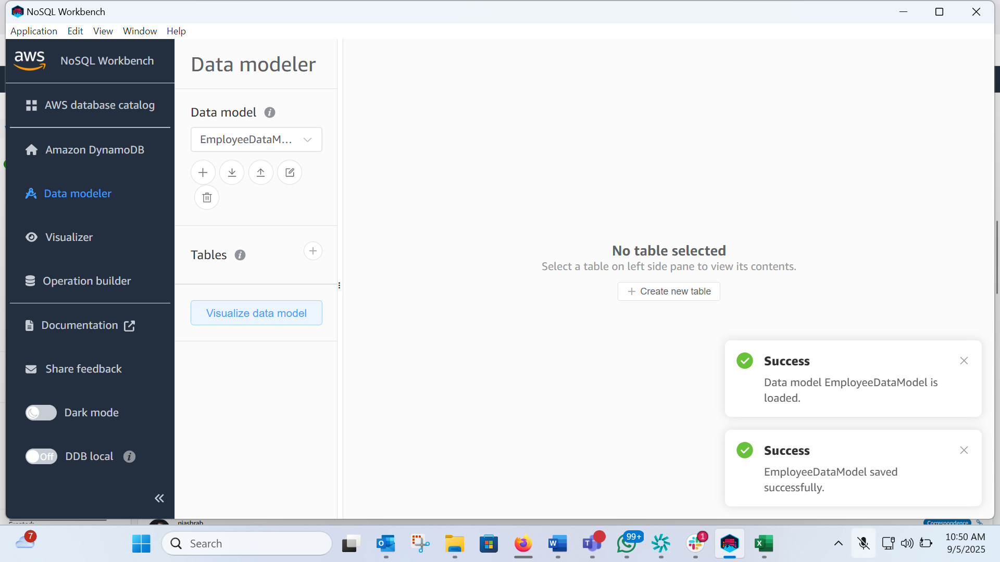 NoSQL Workbench
Application Edit View Window Help
aws NoSQL Workbench
AWS database catalog
Amazon DynamoDB
Data modeler
Visualizer
Operation builder
Documentation
Share feedback
Dark mode
Off DDB local
Data modeler
Data model
EmployeeDataM...
Tables
Visualize data model
No table selected
Select a table on left side pane to view its contents.
Create new table
Success
Data model EmployeeDataModel is
loaded.
Success
EmployeeDataModel saved
successfully.
niashrab
Correspondence
7
Search
99+
1
10:50 AM
9/5/2025